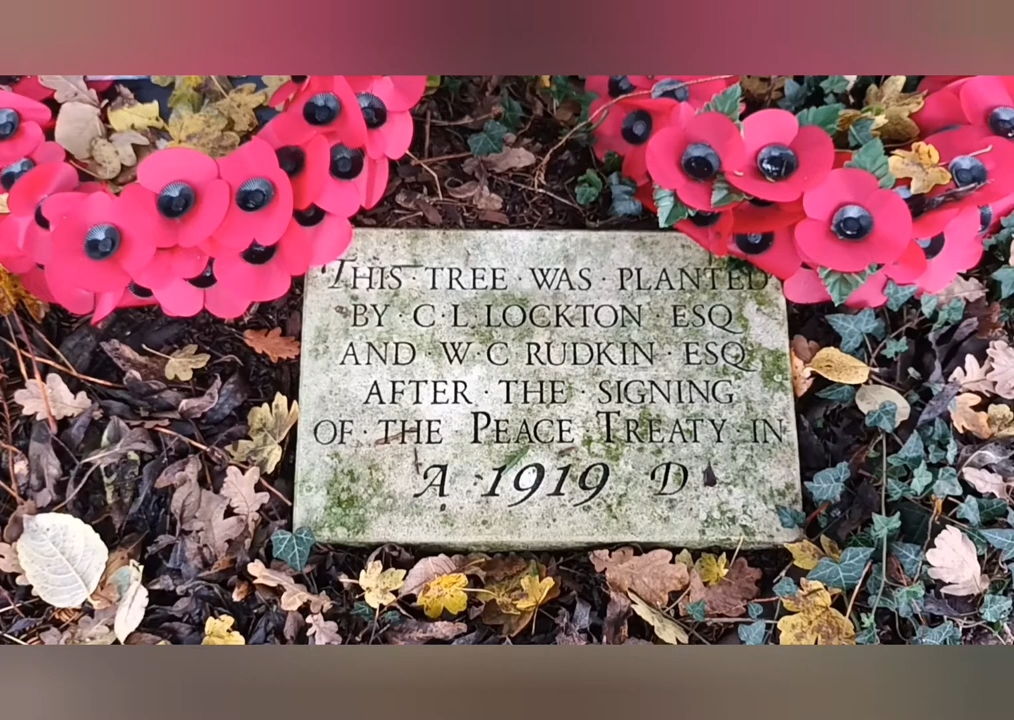 THIS · TREE · WAS · PLANTED
BY · C · L · LOCKTON · ESQ
AND · W · C RUDKIN · ESQ
AFTER · THE · SIGNING
OF · THE PEACE TREATY · IN
A · 1919 D